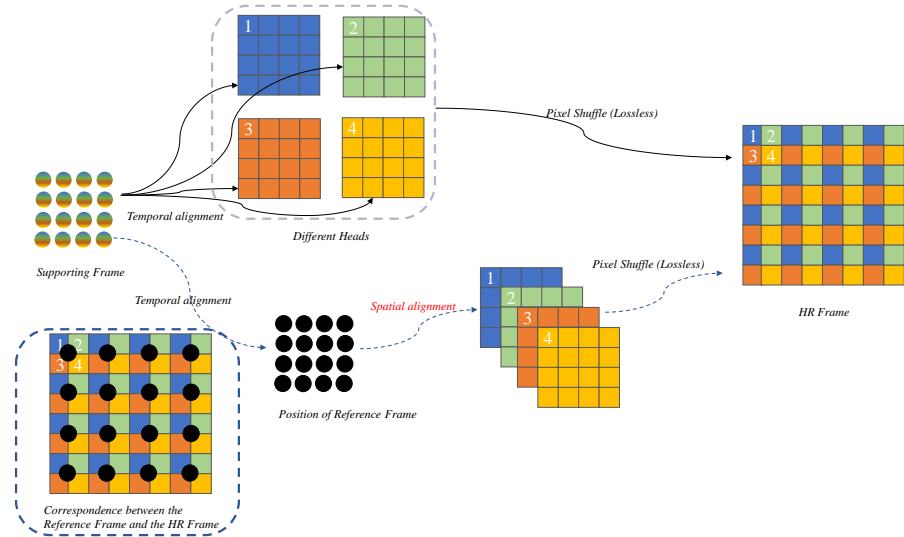 1
2
3
4
Pixel Shuffle (Lossless)
1 2
3 4
Temporal alignment
Different Heads
Supporting Frame
Temporal alignment
Pixel Shuffle (Lossless)
1
2
3
4
Spatial alignment
HR Frame
1 2
3 4
Position of Reference Frame
Correspondence between the
Reference Frame and the HR Frame